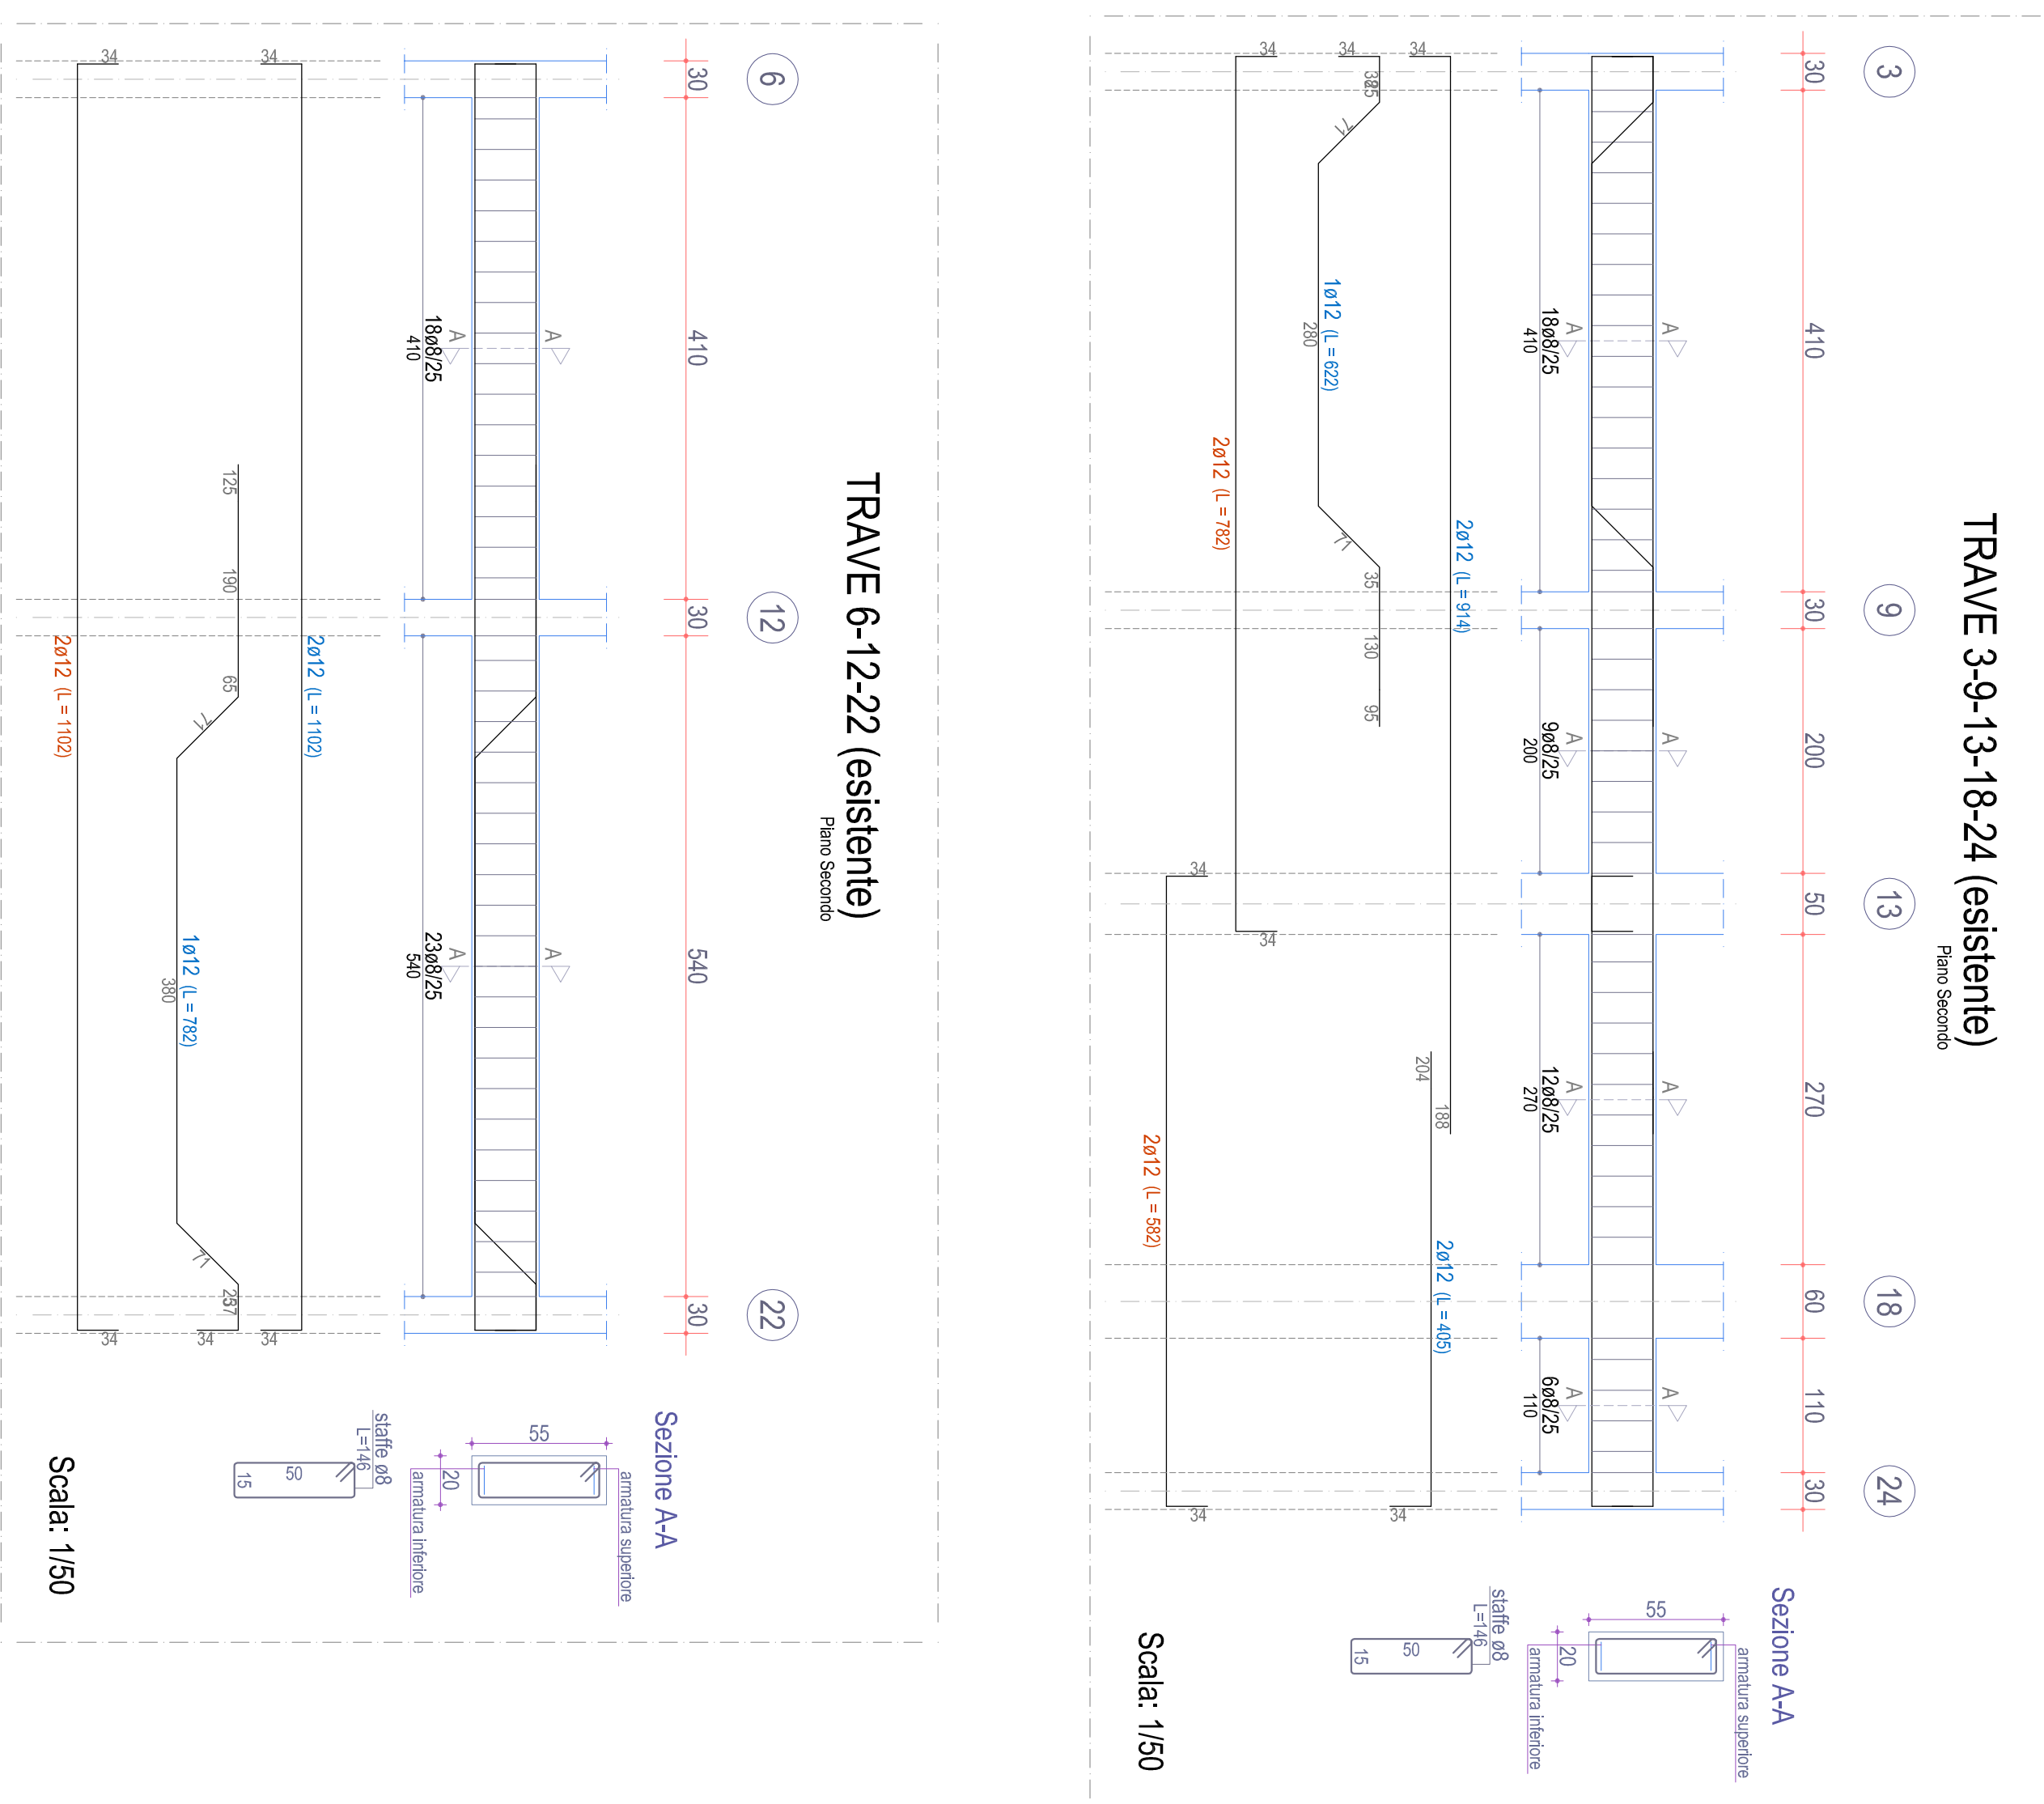 TRAVE 3-9-13-18-24 (esistente)
Piano Secondo
3
9
13
18
24
30
410
30
200
50
270
60
110
30
A
A
A
A
A
A
A
A
18ø8/25
410
9ø8/25
200
12ø8/25
270
6ø8/25
110
34
2ø12 (L = 914)
188
204
2ø12 (L = 405)
34
34
71
1ø12 (L = 622)
280
71
35
130
95
34
2ø12 (L = 782)
34
34
2ø12 (L = 582)
34
Sezione A-A
55
20
armatura superiore
armatura inferiore
staffe ø8
L=146
50
15
Scala: 1/50
TRAVE 6-12-22 (esistente)
Piano Secondo
6
12
22
30
410
30
540
30
A
A
A
A
18ø8/25
410
23ø8/25
540
34
2ø12 (L = 1102)
34
125
190
65
71
1ø12 (L = 782)
380
71
34
34
2ø12 (L = 1102)
34
Sezione A-A
55
20
armatura superiore
armatura inferiore
staffe ø8
L=146
50
15
Scala: 1/50